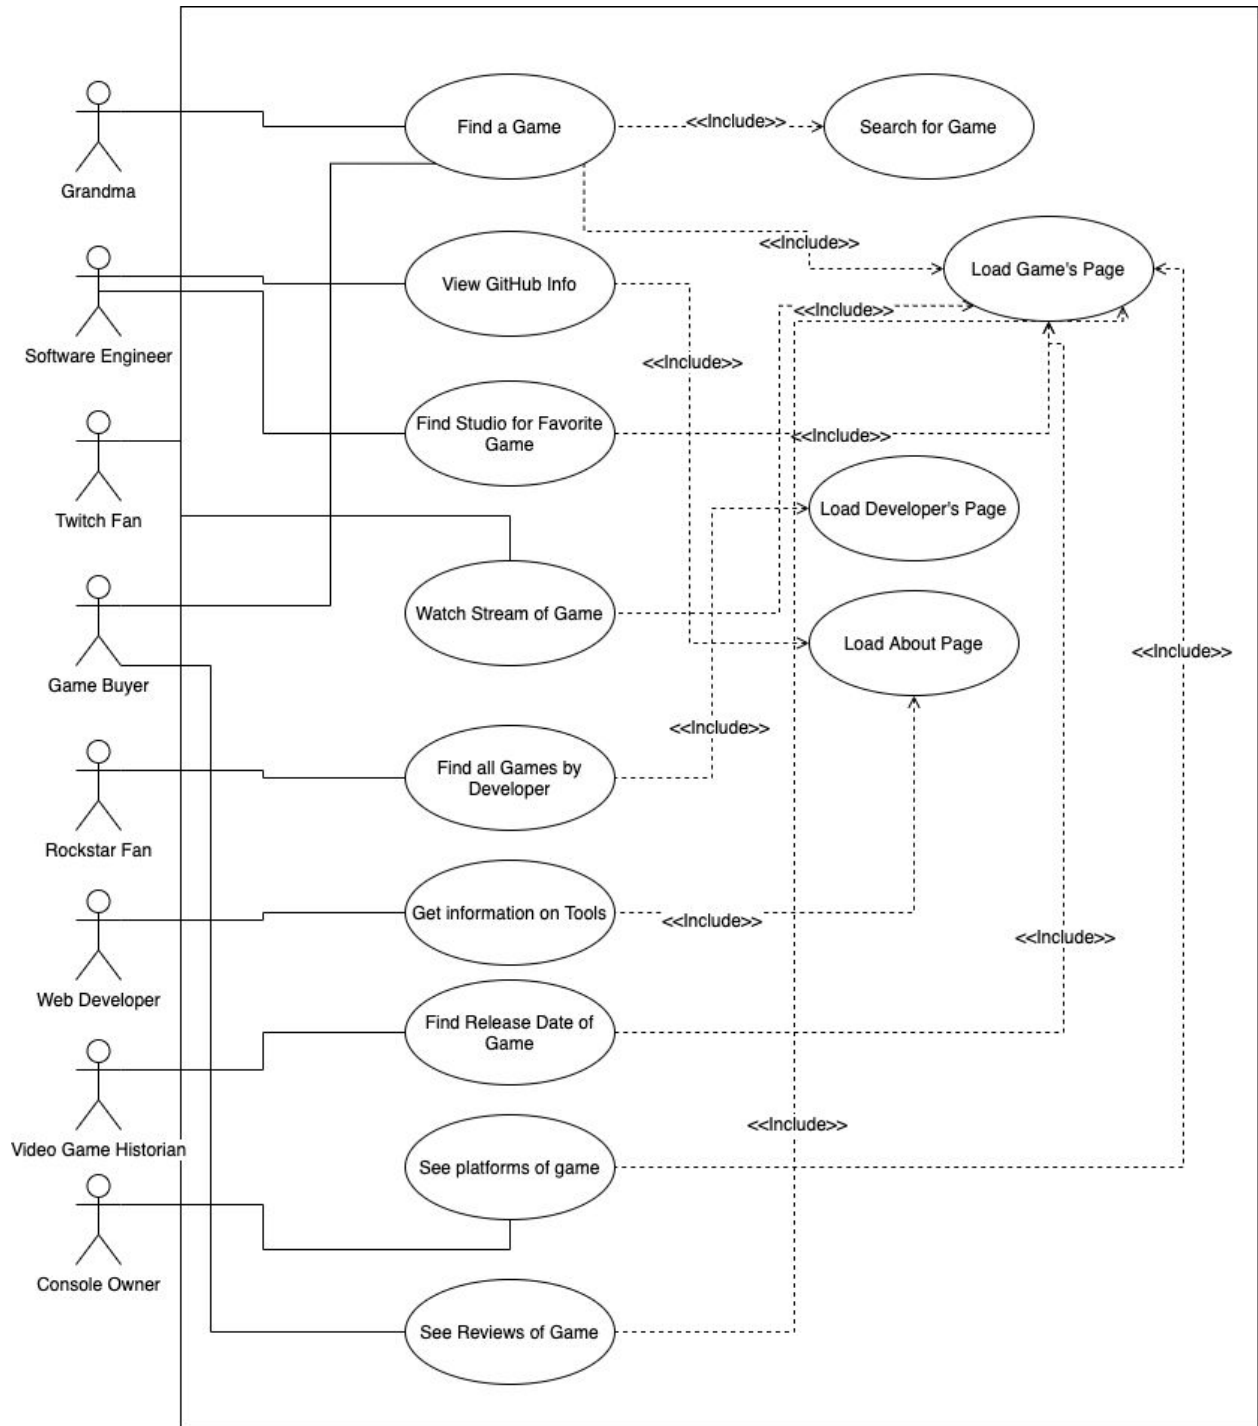 Find a Game
<<Include>>
Search for Game
Grandma
<<Include>>
Load Game's Page
View GitHub Info
<<Include>>
Software Engineer
<<Include>>
Find Studio for Favorite
Game
<<Include>>
Load Developer's Page
Twitch Fan
Watch Stream of Game
Load About Page
<<Include>>
Game Buyer
<<Include>>
Find all Games by
Developer
Rockstar Fan
Get information on Tools
<<Include>>
<<Include>>
Web Developer
Find Release Date of
Game
<<Include>>
Video Game Historian
See platforms of game
Console Owner
See Reviews of Game